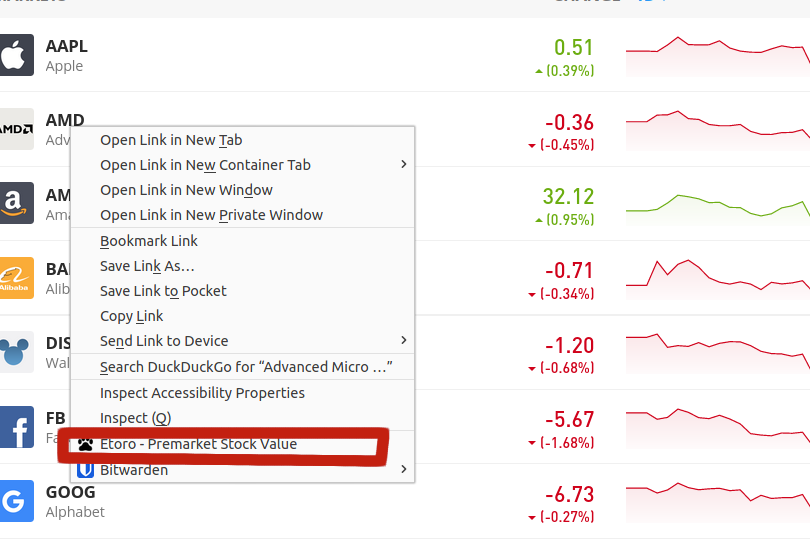 AAPL
Apple
0.51
(0.39%)
AMD
AMD
Adv
-0.36
(-0.45%)
a
AM
Ama
32.12
(0.95%)
Alibaba
BA
Alib
-0.71
(-0.34%)
DIS
Wal
-1.20
(-0.68%)
f
FB
Fa
-5.67
(-1.68%)
G
GOOG
Alphabet
-6.73
(-0.27%)
Open Link in New Tab
Open Link in New Container Tab
Open Link in New Window
Open Link in New Private Window
Bookmark Link
Save Link As...
Save Link to Pocket
Copy Link
Send Link to Device
Search DuckDuckGo for “Advanced Micro ...”
Inspect Accessibility Properties
Inspect (Q)
Etoro - Premarket Stock Value
Bitwarden